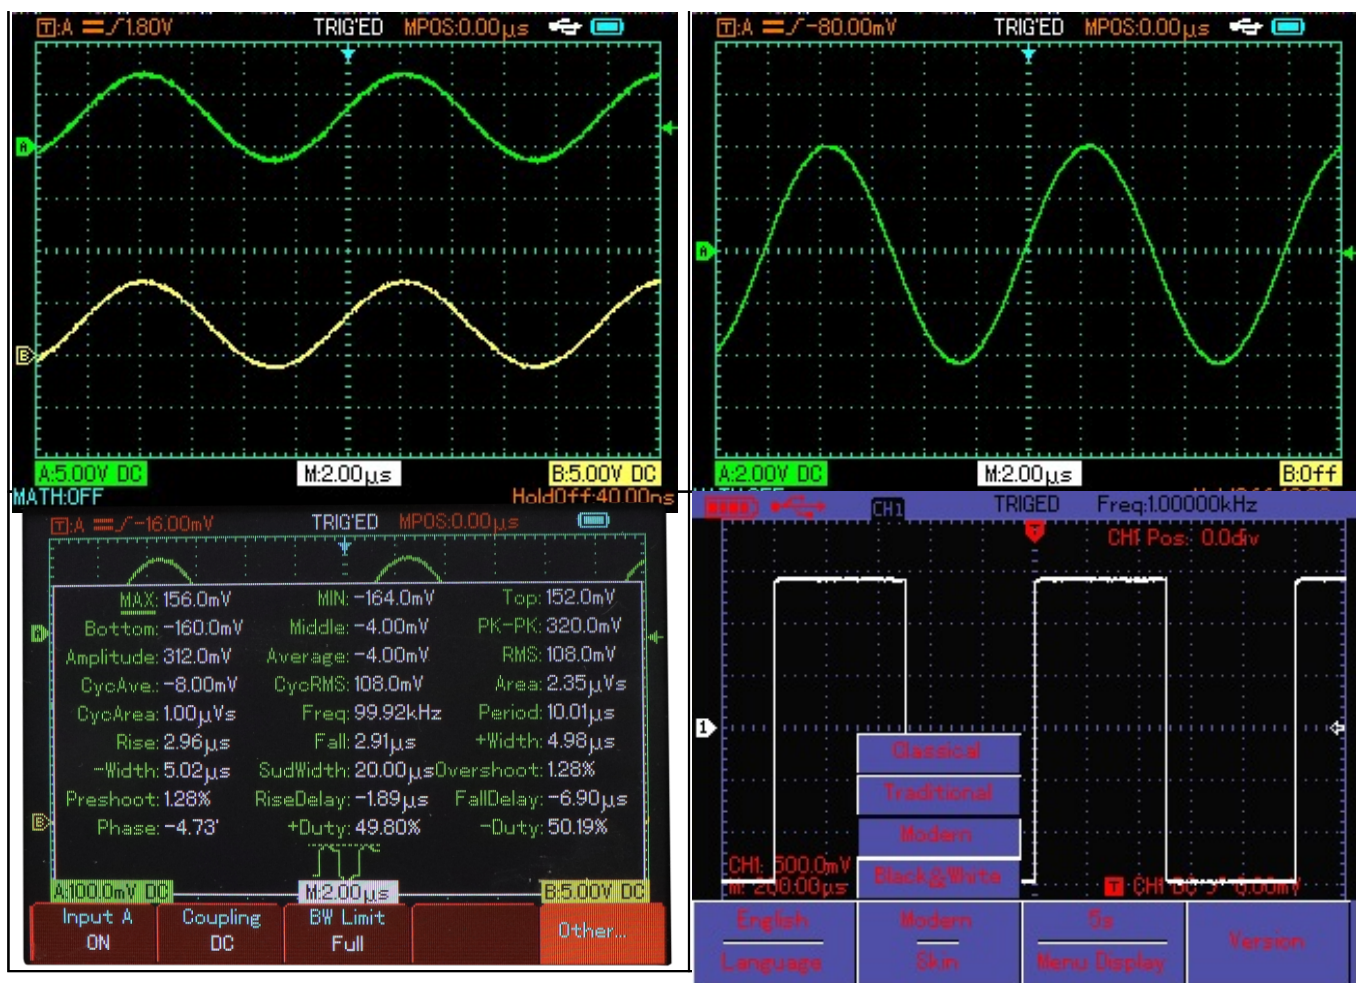 T:A 1.80V TRIG'ED MPOS:0.00μs
A
B
A:5.00V DC M:2.00μs B:5.00V DC
MATH:OFF HoldOff:40.00ns
T:A -80.00mV TRIG'ED MPOS:0.00μs
A
A:2.00V DC M:2.00μs B:Off
T:A -16.00mV TRIG'ED MPOS:0.00μs
MAX: 156.0mV MIN: -164.0mV Top: 152.0mV
A
Bottom: -160.0mV Middle: -4.00mV PK-PK: 320.0mV
Amplitude: 312.0mV Average: -4.00mV RMS: 108.0mV
CycAve.: -8.00mV CycRMS: 108.0mV Area: 2.35μVs
CycArea: 1.00μVs Freq: 99.92kHz Period: 10.01μs
Rise: 2.96μs Fall: 2.91μs +Width: 4.98μs
-Width: 5.02μs SudWidth: 20.00μs Overshoot: 1.28%
Preshoot: 1.28% RiseDelay: -1.89μs FallDelay: -6.90μs
B
Phase: -4.73' +Duty: 49.80% -Duty: 50.19%
A:100.0mV DC M:2.00μs B:5.00V DC
Input A Coupling BW Limit Other...
ON DC Full
CH1 TRIGED Freq:1.00000kHz
T
CH1 Pos: 0.0div
1
Classical
Traditional
Modern
Black&White
CH1: 500.0mV
M: 200.00μs T CH1 DC 0.00mV
English Modern 5s Version
Language Skin Menu Display